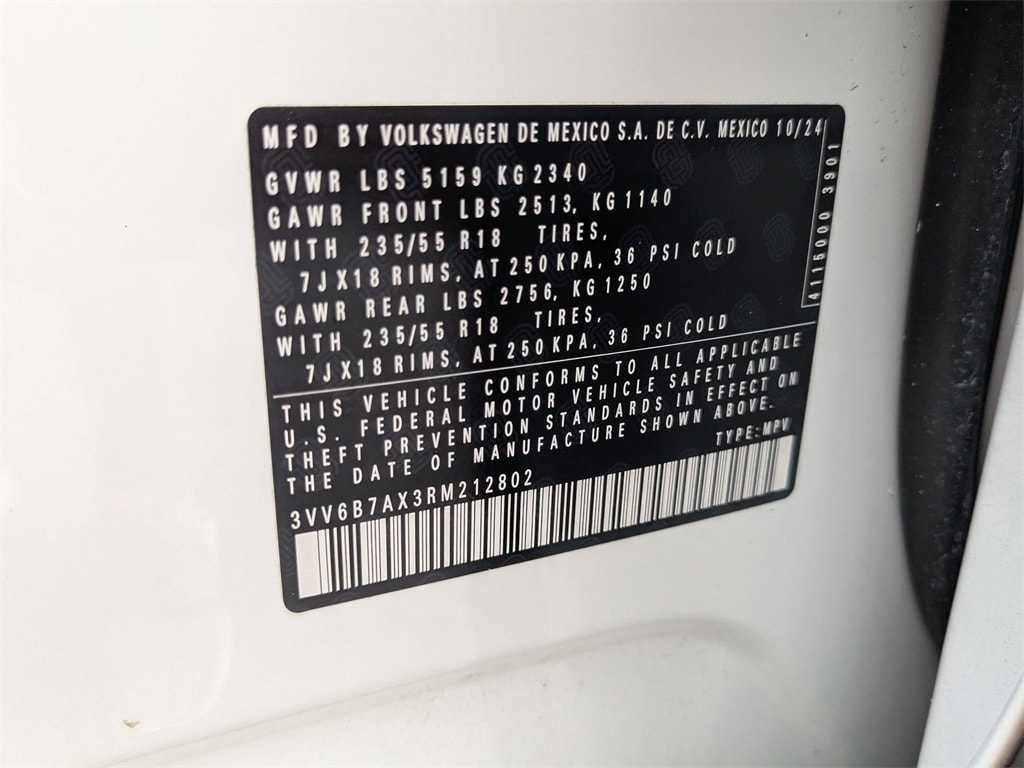 MFD BY VOLKSWAGEN DE MEXICO S.A. DE C.V. MEXICO 10/24
GVWR LBS 5159 KG 2340
GAWR FRONT LBS 2513, KG 1140
WITH 235/55 R18 TIRES,
7JX18 RIMS, AT 250KPA, 36 PSI COLD
GAWR REAR LBS 2756, KG 1250
WITH 235/55 R18 TIRES,
7JX18 RIMS, AT 250KPA, 36 PSI COLD
4115000 3901
THIS VEHICLE CONFORMS TO ALL APPLICABLE
U.S. FEDERAL MOTOR VEHICLE SAFETY AND
THEFT PREVENTION STANDARDS IN EFFECT ON
THE DATE OF MANUFACTURE SHOWN ABOVE.
TYPE: MPV
3VV6B7AX3RM212802